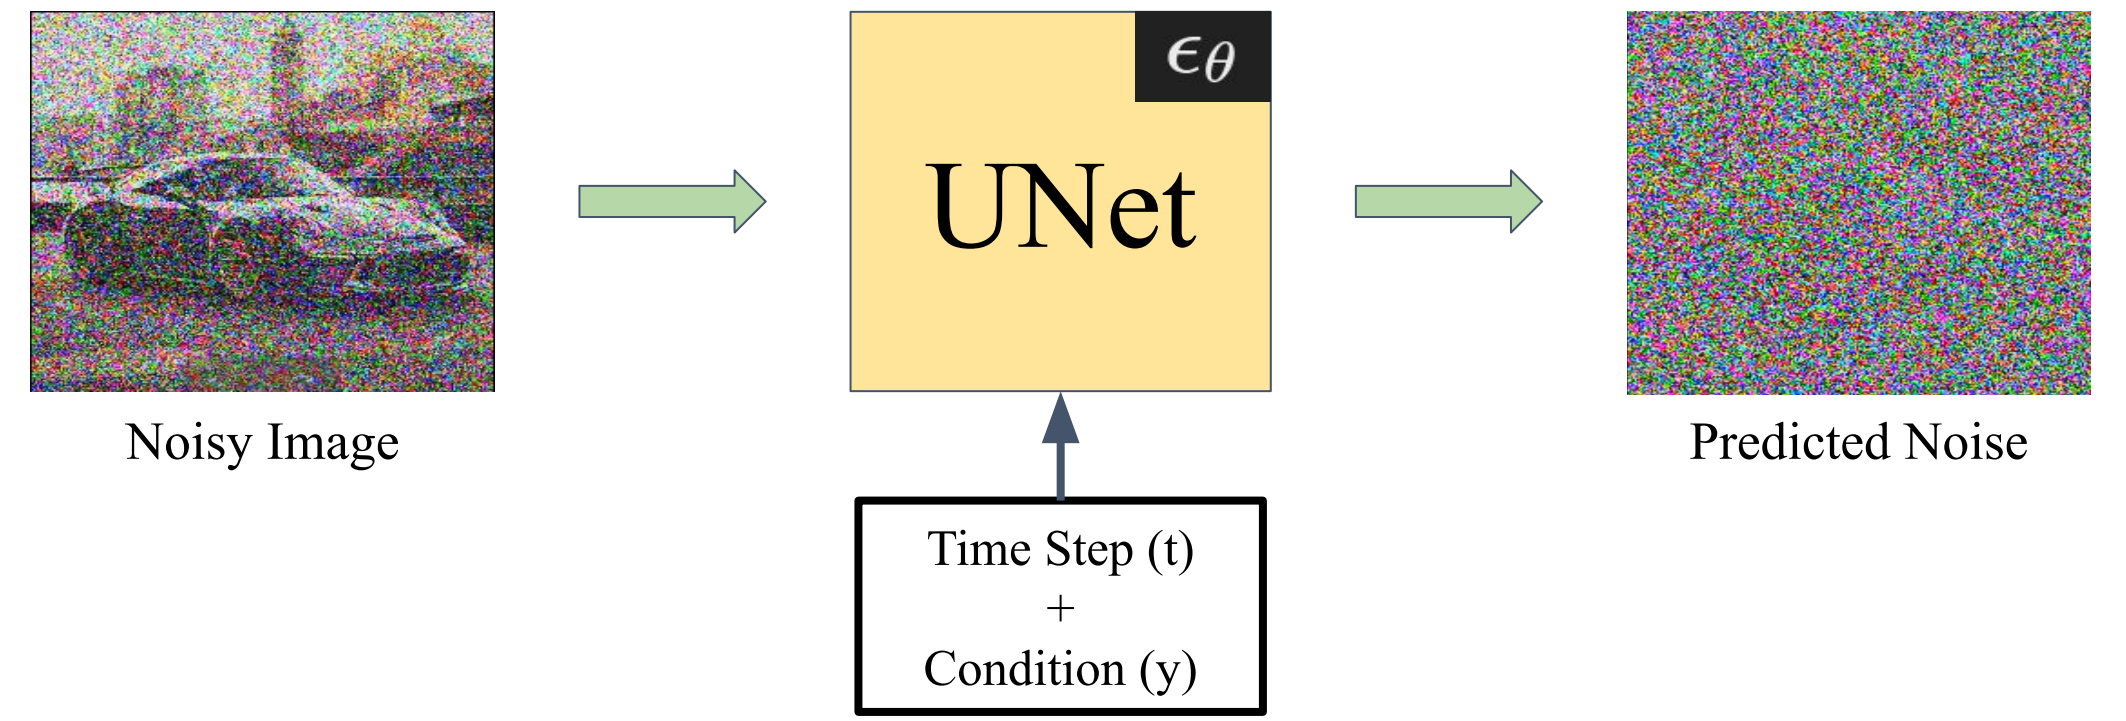 ϵθ
UNet
Noisy Image
Predicted Noise
Time Step (t)
+
Condition (y)